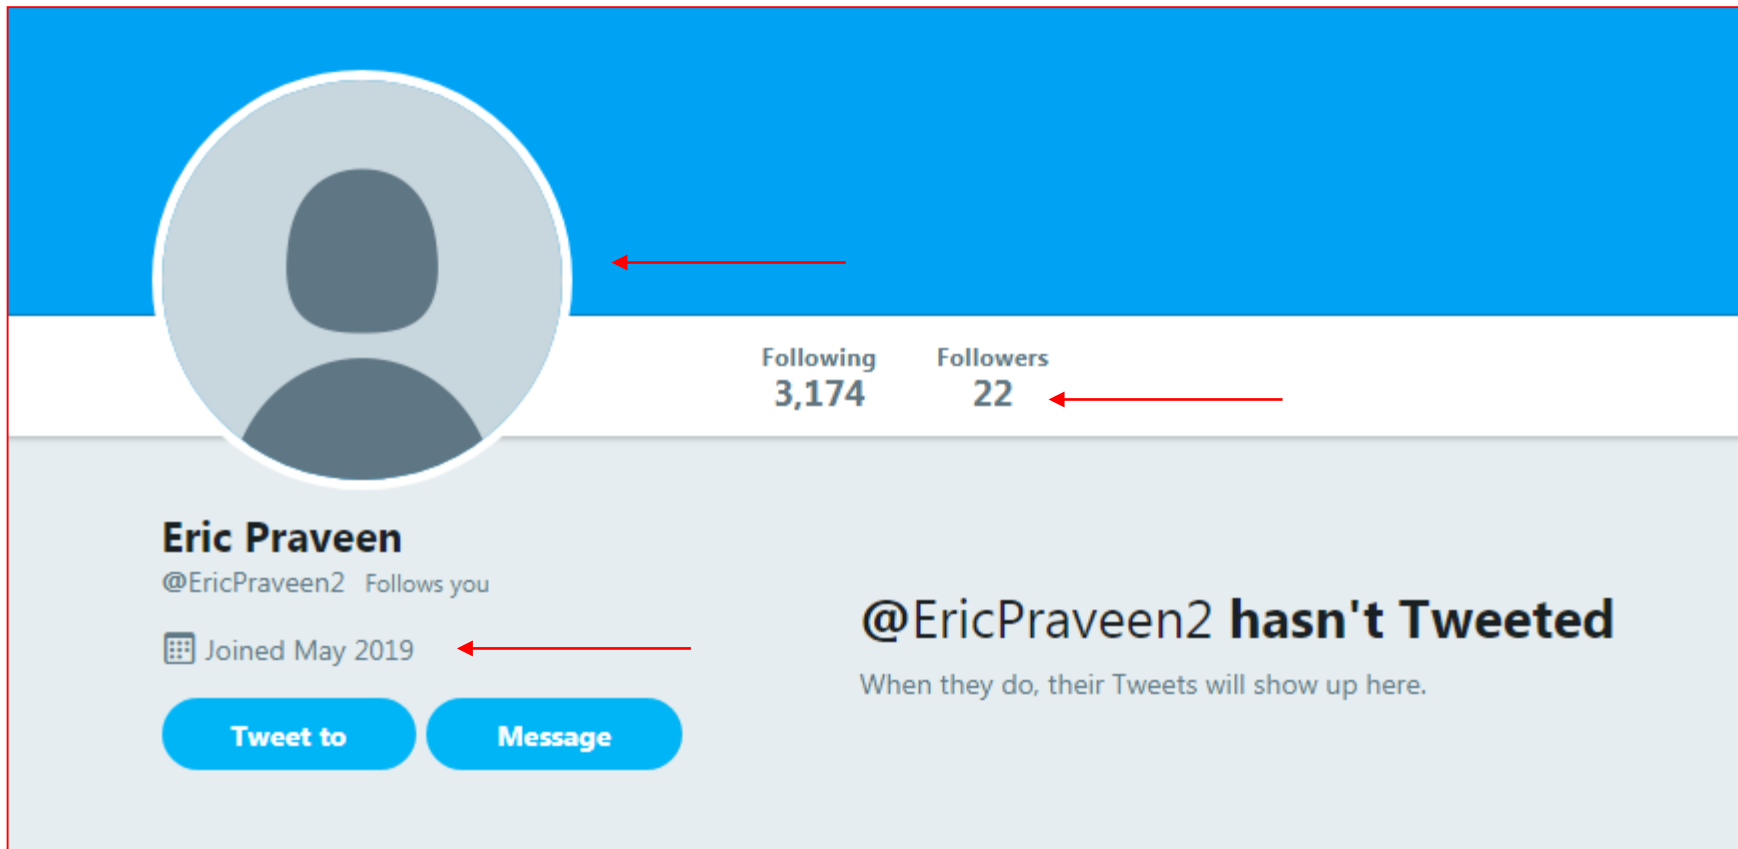 Following Followers
3,174 22
Eric Praveen
@EricPraveen2 Follows you
Joined May 2019
Tweet to Message
@EricPraveen2 hasn't Tweeted
When they do, their Tweets will show up here.